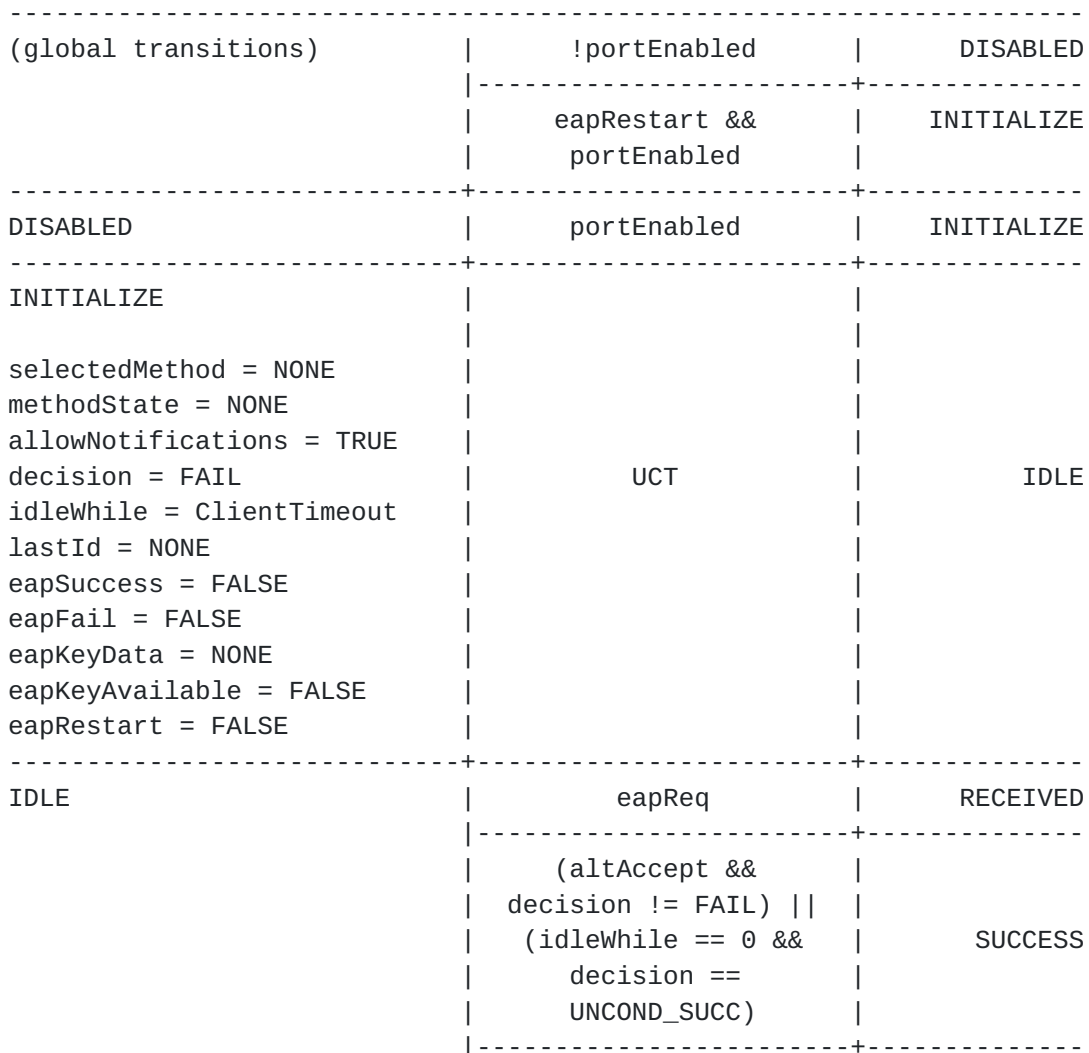 ---------------------------------------------------------------------
(global transitions)         |      !portEnabled      |      DISABLED
                             |------------------------+--------------
                             |     eapRestart &&      |    INITIALIZE
                             |      portEnabled       |
-----------------------------+------------------------+--------------
DISABLED                     |      portEnabled       |    INITIALIZE
-----------------------------+------------------------+--------------
INITIALIZE                   |                        |
                             |                        |
selectedMethod = NONE        |                        |
methodState = NONE           |                        |
allowNotifications = TRUE    |                        |
decision = FAIL              |          UCT           |          IDLE
idleWhile = ClientTimeout    |                        |
lastId = NONE                |                        |
eapSuccess = FALSE           |                        |
eapFail = FALSE              |                        |
eapKeyData = NONE            |                        |
eapKeyAvailable = FALSE      |                        |
eapRestart = FALSE           |                        |
-----------------------------+------------------------+--------------
IDLE                         |         eapReq         |      RECEIVED
                             |------------------------+--------------
                             |     (altAccept &&      |
                             |  decision != FAIL) ||  |
                             |   (idleWhile == 0 &&   |       SUCCESS
                             |      decision ==       |
                             |      UNCOND_SUCC)      |
                             |------------------------+--------------